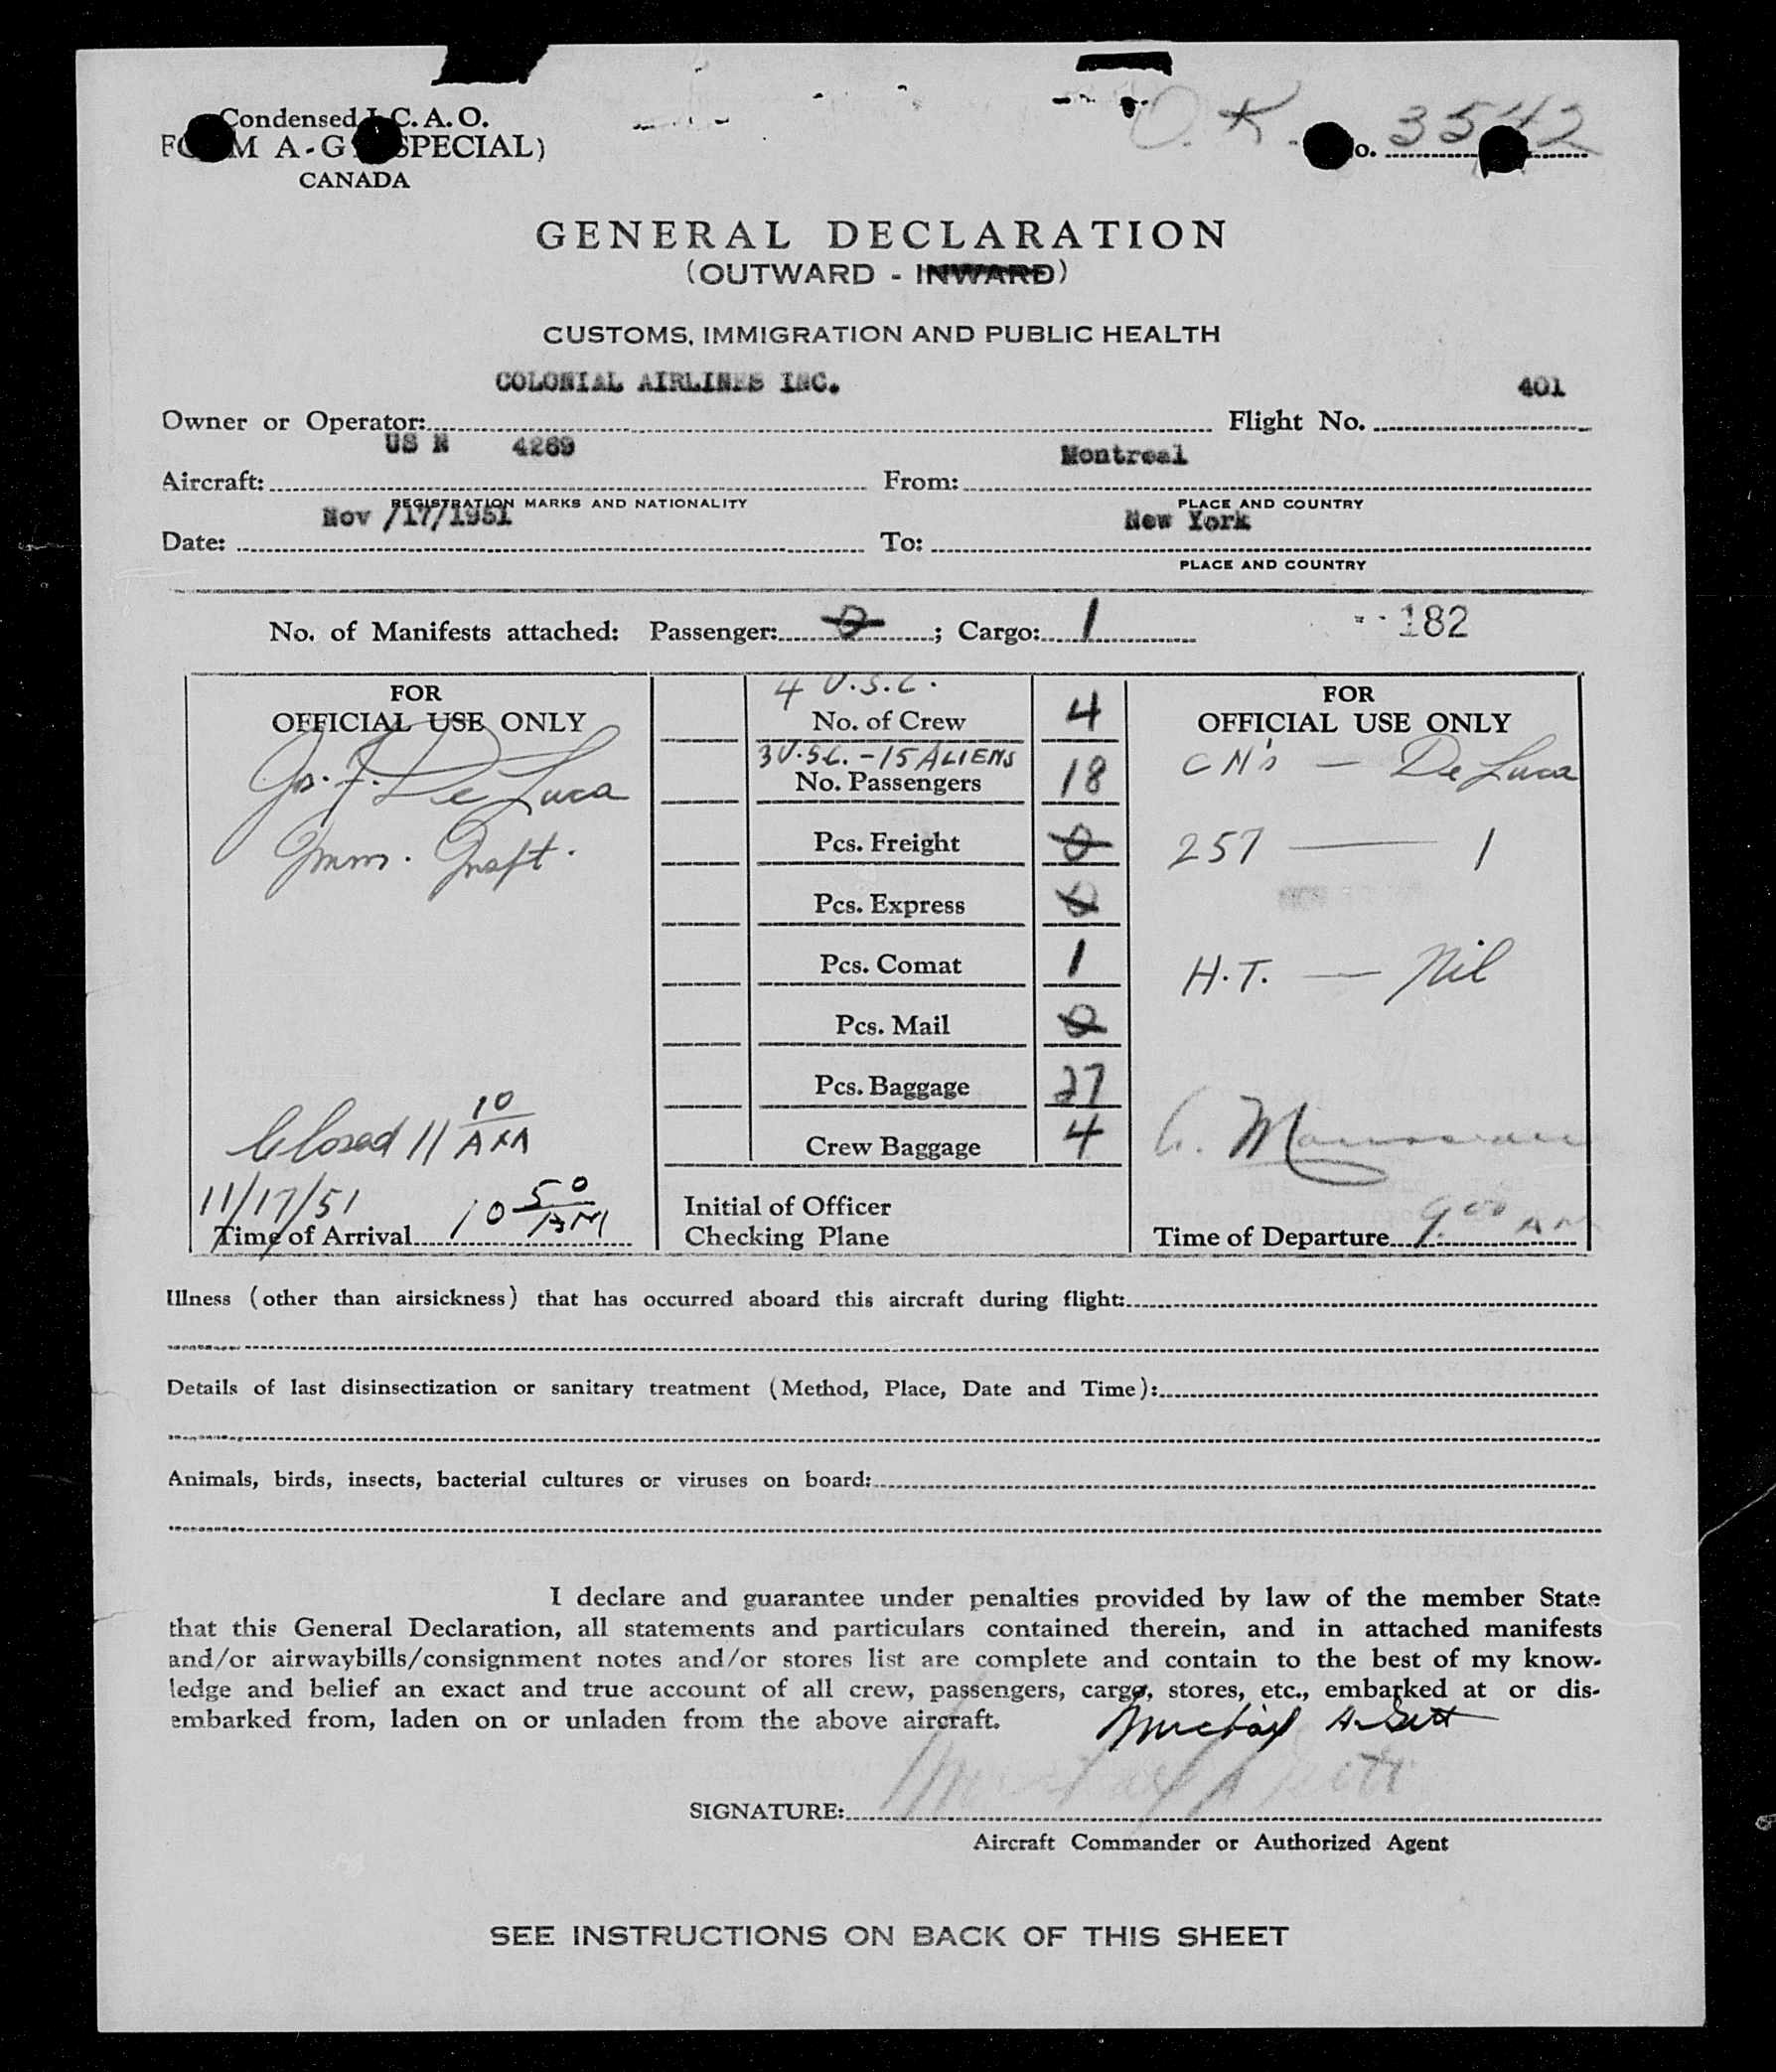 Condensed I. C. A. O.
O. K.
FORM A-G (SPECIAL)
No. 3542
CANADA
GENERAL DECLARATION
(OUTWARD - INWARD)
CUSTOMS, IMMIGRATION AND PUBLIC HEALTH
COLONIAL AIRLINES INC.
401
Owner or Operator: Flight No.
US N 4269
Montreal
Aircraft: From:
REGISTRATION MARKS AND NATIONALITY PLACE AND COUNTRY
Nov /17/1951
New York
Date: To:
PLACE AND COUNTRY
No. of Manifests attached: Passenger: 0 ; Cargo: 1
182
FOR
OFFICIAL USE ONLY
De Luca
Imm. Inspt.
Closed 11 10 AM
11/17/51
Time of Arrival 10 50 AM
4 U.S.C.
No. of Crew 4
3 U.SC. - 15 ALIENS
No. Passengers 18
Pcs. Freight 0
Pcs. Express 0
Pcs. Comat 1
Pcs. Mail 0
Pcs. Baggage 27
Crew Baggage 4
Initial of Officer
Checking Plane
FOR
OFFICIAL USE ONLY
CN's — De Luca
257 — 1
H.T. — Nil
Time of Departure 9.00 AM
Illness (other than airsickness) that has occurred aboard this aircraft during flight:
Details of last disinsectization or sanitary treatment (Method, Place, Date and Time):
Animals, birds, insects, bacterial cultures or viruses on board:
I declare and guarantee under penalties provided by law of the member State
that this General Declaration, all statements and particulars contained therein, and in attached manifests
and/or airwaybills/consignment notes and/or stores list are complete and contain to the best of my know-
ledge and belief an exact and true account of all crew, passengers, cargo, stores, etc., embarked at or dis-
embarked from, laden on or unladen from the above aircraft.
SIGNATURE:
Aircraft Commander or Authorized Agent
SEE INSTRUCTIONS ON BACK OF THIS SHEET